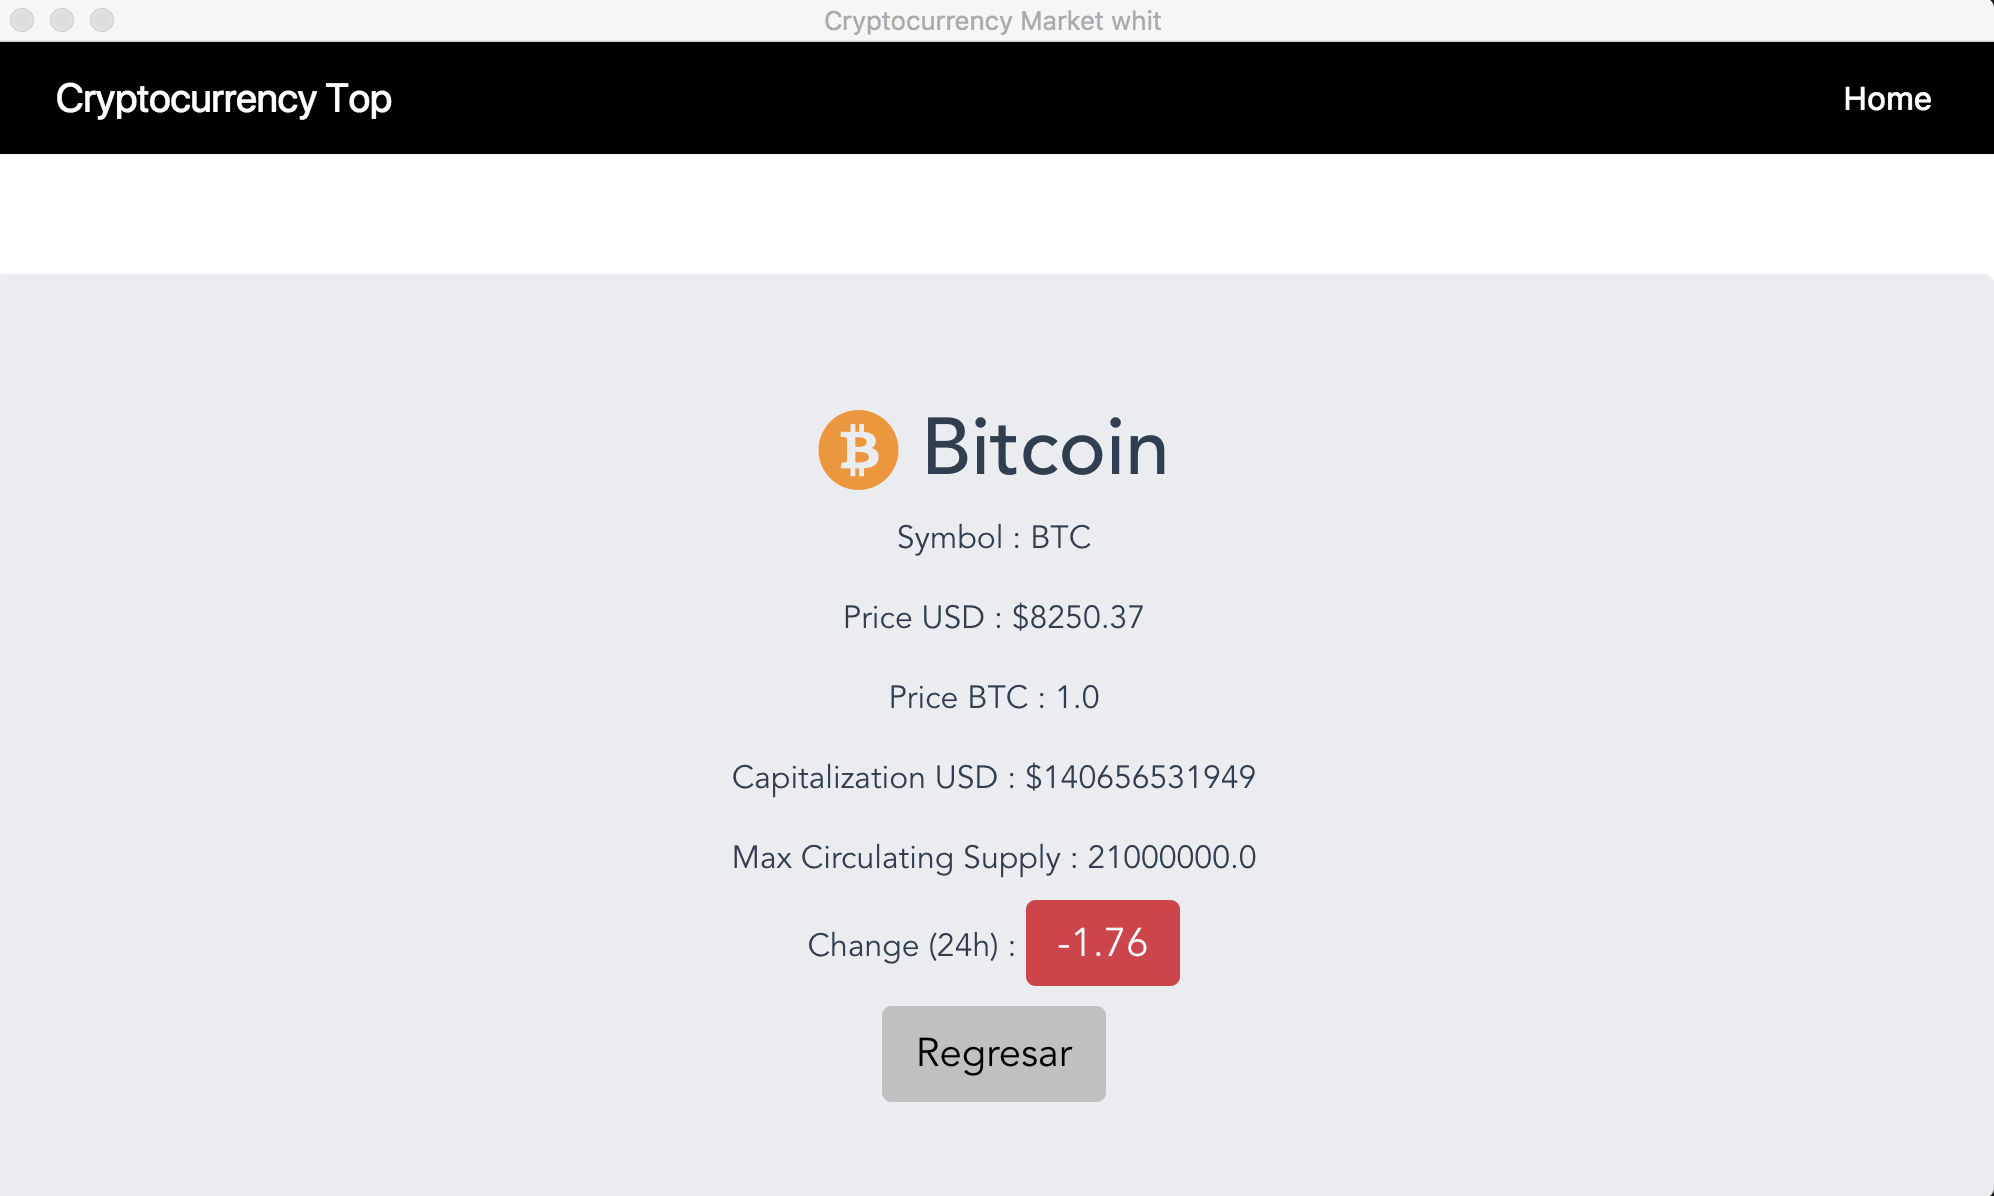 Cryptocurrency Market whit
Cryptocurrency Top
Home
Bitcoin
Symbol : BTC
Price USD : $8250.37
Price BTC : 1.0
Capitalization USD : $140656531949
Max Circulating Supply : 21000000.0
Change (24h) : -1.76
Regresar